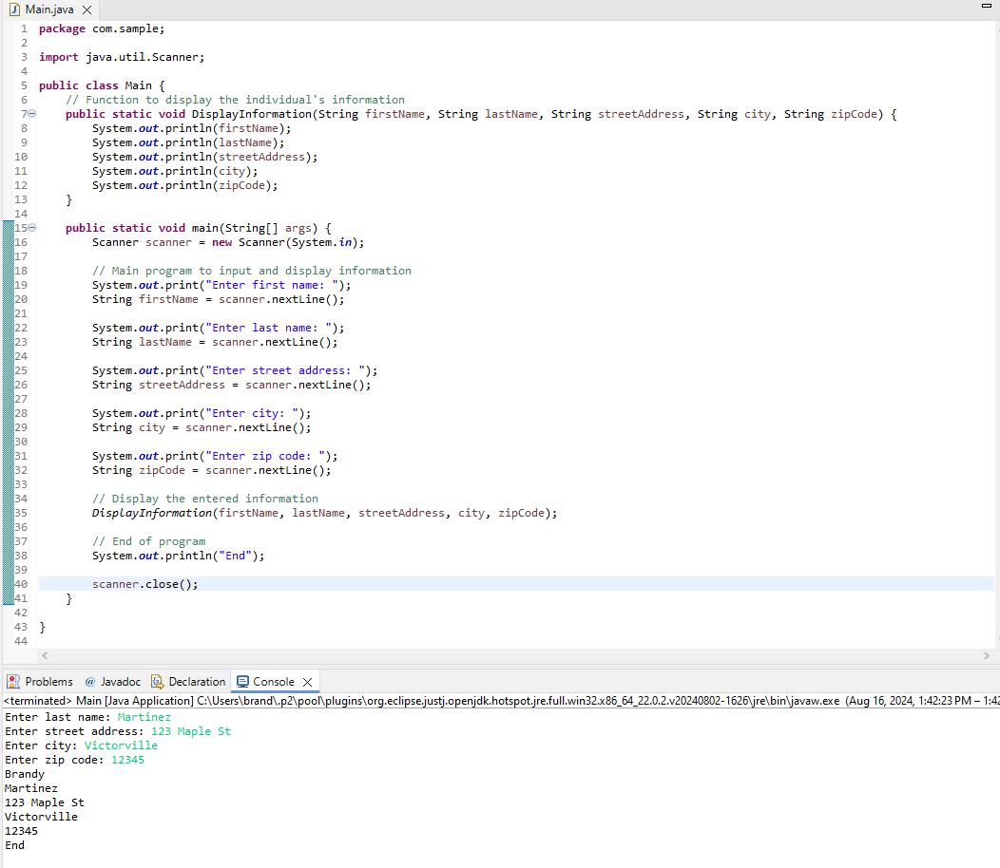 Main.java
1 package com.sample;
2
3 import java.util.Scanner;
4
5 public class Main {
6     // Function to display the individual's information
7     public static void DisplayInformation(String firstName, String lastName, String streetAddress, String city, String zipCode) {
8         System.out.println(firstName);
9         System.out.println(lastName);
10         System.out.println(streetAddress);
11         System.out.println(city);
12         System.out.println(zipCode);
13     }
14
15     public static void main(String[] args) {
16         Scanner scanner = new Scanner(System.in);
17
18         // Main program to input and display information
19         System.out.print("Enter first name: ");
20         String firstName = scanner.nextLine();
21
22         System.out.print("Enter last name: ");
23         String lastName = scanner.nextLine();
24
25         System.out.print("Enter street address: ");
26         String streetAddress = scanner.nextLine();
27
28         System.out.print("Enter city: ");
29         String city = scanner.nextLine();
30
31         System.out.print("Enter zip code: ");
32         String zipCode = scanner.nextLine();
33
34         // Display the entered information
35         DisplayInformation(firstName, lastName, streetAddress, city, zipCode);
36
37         // End of program
38         System.out.println("End");
39
40         scanner.close();
41     }
42
43 }
44
Problems @ Javadoc Declaration Console
<terminated> Main [Java Application] C:\Users\brand\.p2\pool\plugins\org.eclipse.justj.openjdk.hotspot.jre.full.win32.x86_64_22.0.2.v20240802-1626\jre\bin\javaw.exe (Aug 16, 2024, 1:42:23 PM – 1:42
Enter last name: Martinez
Enter street address: 123 Maple St
Enter city: Victorville
Enter zip code: 12345
Brandy
Martinez
123 Maple St
Victorville
12345
End